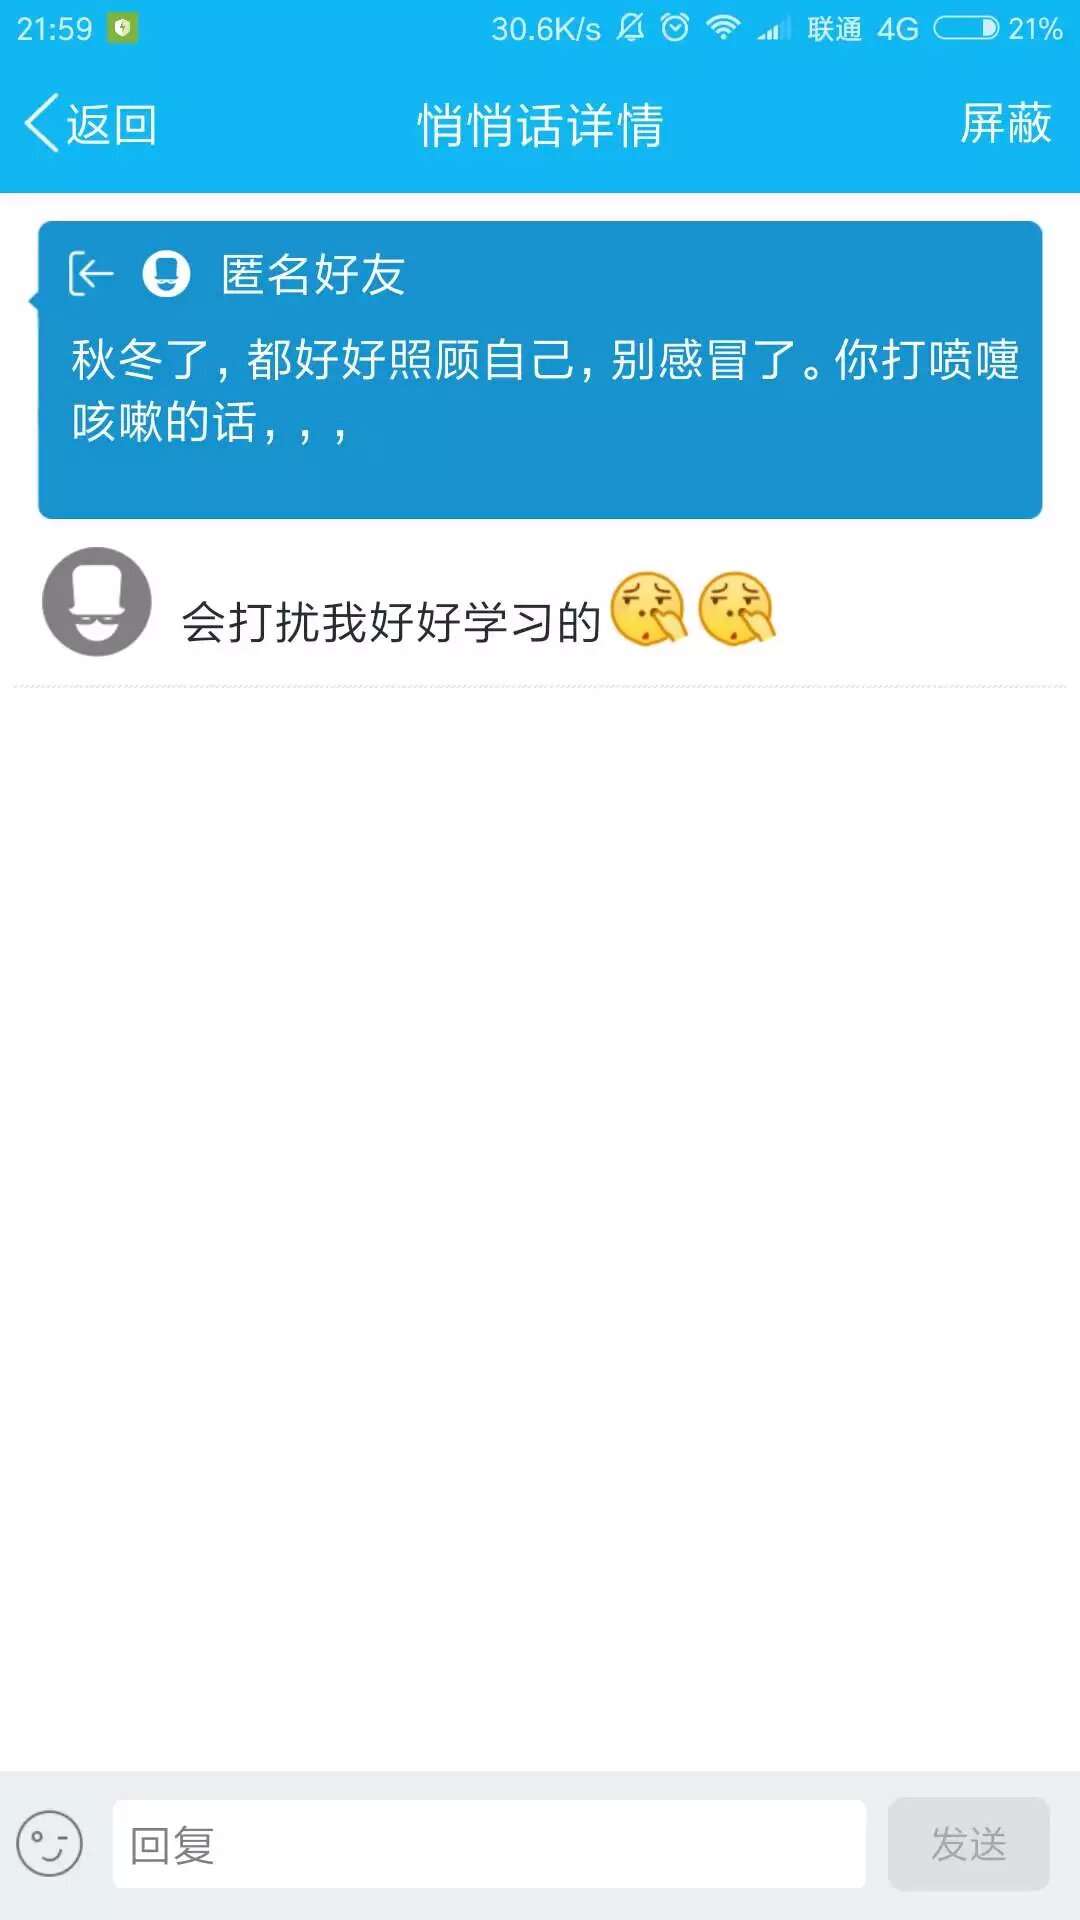 21:59 30.6K/s 联通 4G 21%
返回 悄悄话详情 屏蔽
匿名好友
秋冬了,都好好照顾自己,别感冒了。你打喷嚏
咳嗽的话,,,
会打扰我好好学习的
回复 发送